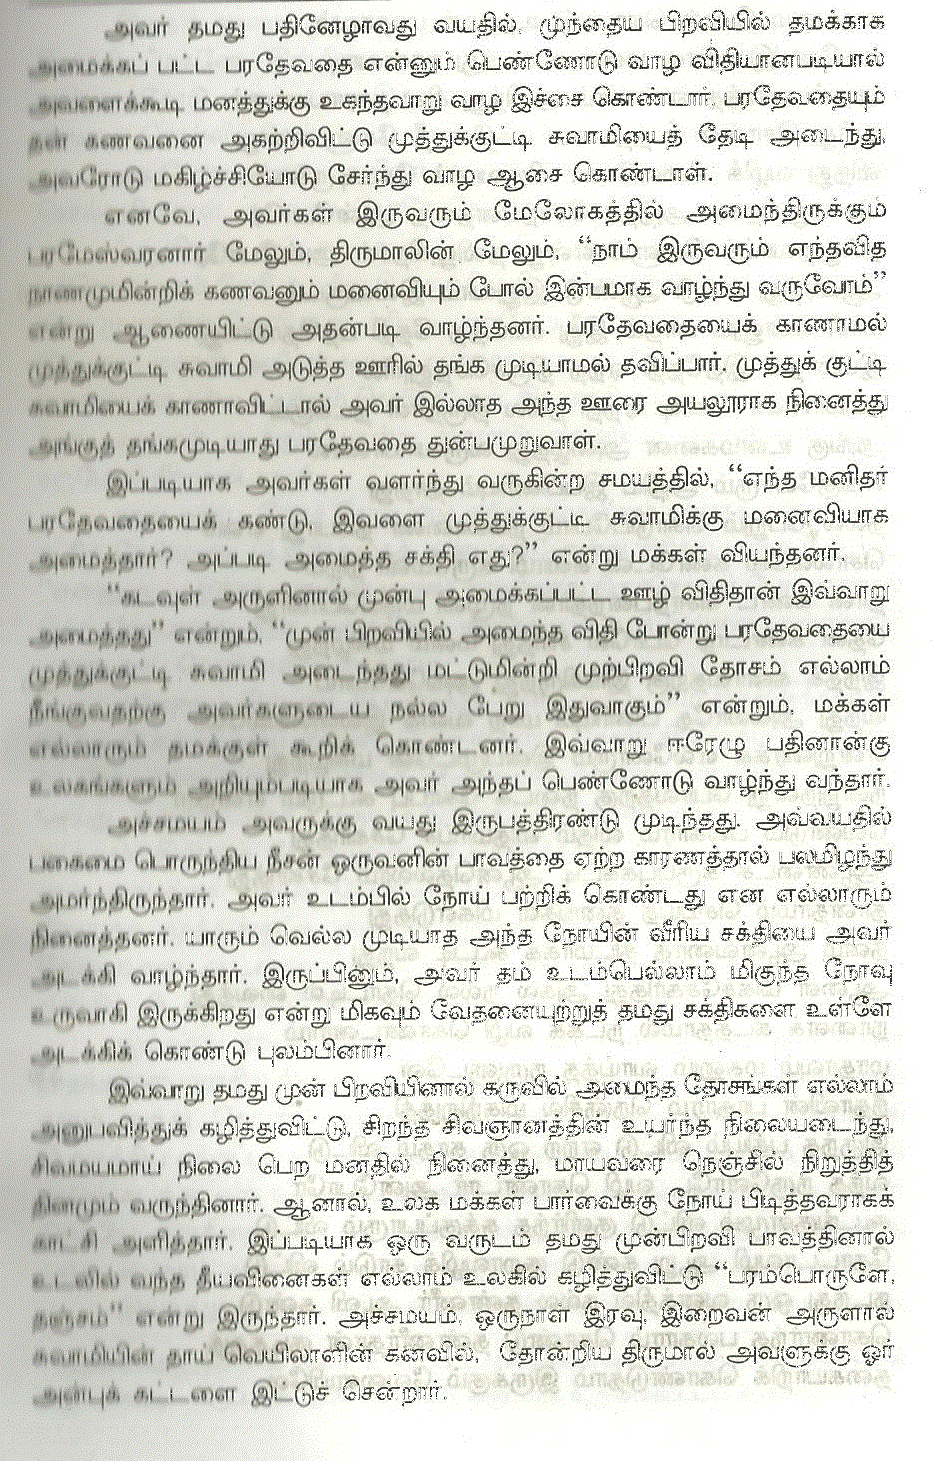 அவர் தமது பதினேழாவது வயதில், முந்தைய பிறவியில் தமக்காக
அமைக்கப் பட்ட பரதேவதை என்னும் பெண்ணோடு வாழ விதியானபடியால்
அவளைக்கூடி, மனத்துக்கு உகந்தவாறு வாழ இச்சை கொண்டார். பரதேவதையும்
தன் கணவனை அகற்றிவிட்டு முத்துக்குட்டி சுவாமியைத் தேடி அடைந்து,
அவரோடு மகிழ்ச்சியோடு சேர்ந்து வாழ ஆசை கொண்டாள்.
எனவே, அவர்கள் இருவரும் மேலோகத்தில் அமைந்திருக்கும்
பரமேஸ்வரனார் மேலும், திருமாலின் மேலும், “நாம் இருவரும் எந்தவித
நாணமுமின்றிக் கணவனும் மனைவியும் போல் இன்பமாக வாழ்ந்து வருவோம்”
என்று ஆணையிட்டு அதன்படி வாழ்ந்தனர். பரதேவதையைக் காணாமல்
முத்துக்குட்டி சுவாமி அடுத்த ஊரில் தங்க முடியாமல் தவிப்பார். முத்துக் குட்டி
சுவாமியைக் காணாவிட்டால் அவர் இல்லாத அந்த ஊரை அயலூராக நினைத்து
அங்குத் தங்கமுடியாது பரதேவதை துன்பமுறுவாள்.
இப்படியாக அவர்கள் வளர்ந்து வருகின்ற சமயத்தில், “எந்த மனிதர்
பரதேவதையைக் கண்டு, இவளை முத்துக்குட்டி சுவாமிக்கு மனைவியாக
அமைத்தார்? அப்படி அமைத்த சக்தி எது?” என்று மக்கள் வியந்தனர்.
“கடவுள் அருளினால் முன்பு அமைக்கப்பட்ட ஊழ் விதிதான் இவ்வாறு
அமைத்தது” என்றும், “முன் பிறவியில் அமைந்த விதி போன்று பரதேவதையை
முத்துக்குட்டி சுவாமி அடைந்தது மட்டுமின்றி முற்பிறவி தோசம் எல்லாம்
நீங்குவதற்கு அவர்களுடைய நல்ல பேறு இதுவாகும்” என்றும், மக்கள்
எல்லாரும் தமக்குள் கூறிக் கொண்டனர். இவ்வாறு ஈரேழு பதினான்கு
உலகங்களும் அறியும்படியாக அவர் அந்தப் பெண்ணோடு வாழ்ந்து வந்தார்.
அச்சமயம் அவருக்கு வயது இருபத்திரண்டு முடிந்தது. அவ்வயதில்
பகைமை பொருந்திய நீசன் ஒருவனின் பாவத்தை ஏற்ற காரணத்தால் பலமிழந்து
அமர்ந்திருந்தார். அவர் உடம்பில் நோய் பற்றிக் கொண்டது என எல்லாரும்
நினைத்தனர். யாரும் வெல்ல முடியாத அந்த நோயின் வீரிய சக்தியை அவர்
அடக்கி வாழ்ந்தார். இருப்பினும், அவர் தம் உடம்பெல்லாம் மிகுந்த நோவு
உருவாகி இருக்கிறது என்று மிகவும் வேதனையுற்றுத் தமது சக்திகளை உள்ளே
அடக்கிக் கொண்டு புலம்பினார்.
இவ்வாறு தமது முன் பிறவியினால் கருவில் அமைந்த தோசங்கள எல்லாம்
அனுபவித்துக் கழித்துவிட்டு, சிறந்த சிவஞானத்தின் உயர்ந்த நிலையடைந்து,
சிவமயமாய் நிலை பெற மனதில் நினைத்து, மாயவரை நெஞ்சில் நிறுத்தித்
தினமும் வருந்தினார். ஆனால், உலக மக்கள் பார்வைக்கு நோய் பிடித்தவராகக்
காட்சி அளித்தார். இப்படியாக ஒரு வருடம் தமது முன்பிறவி பாவத்தினால்
உடலில் வந்த தீயவினைகள் எல்லாம் உலகில் கழித்துவிட்டு “பரம்பொருளே,
தஞ்சம்” என்று இருந்தார். அச்சமயம், ஒருநாள் இரவு, இறைவன் அருளால்
சுவாமியின் தாய் வெயிலாளின் கனவில், தோன்றிய திருமால் அவளுக்கு ஓர்
அன்புக் கட்டளை இட்டுச் சென்றார்.